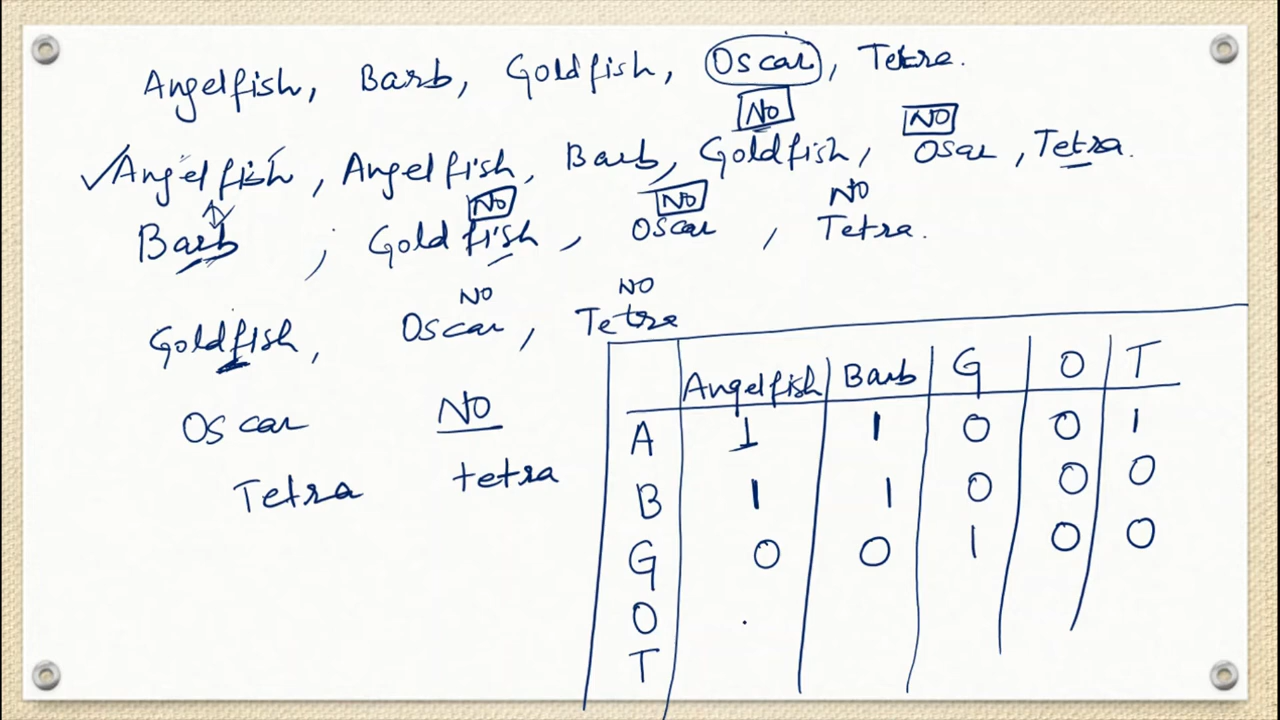 Angelfish, Barb, Goldfish, Oscar, Tetra.
NO NO
Angelfish, Angelfish, Barb, Goldfish, Oscar, Tetra.
NO NO NO
Barb , Goldfish , Oscar , Tetra.
NO NO
Goldfish, Oscar, Tetra
Oscar NO
Tetra tetra
Angelfish Barb G O T
A 1 1 0 0 1
B 1 1 0 0 0
G 0 0 1 0 0
O
T